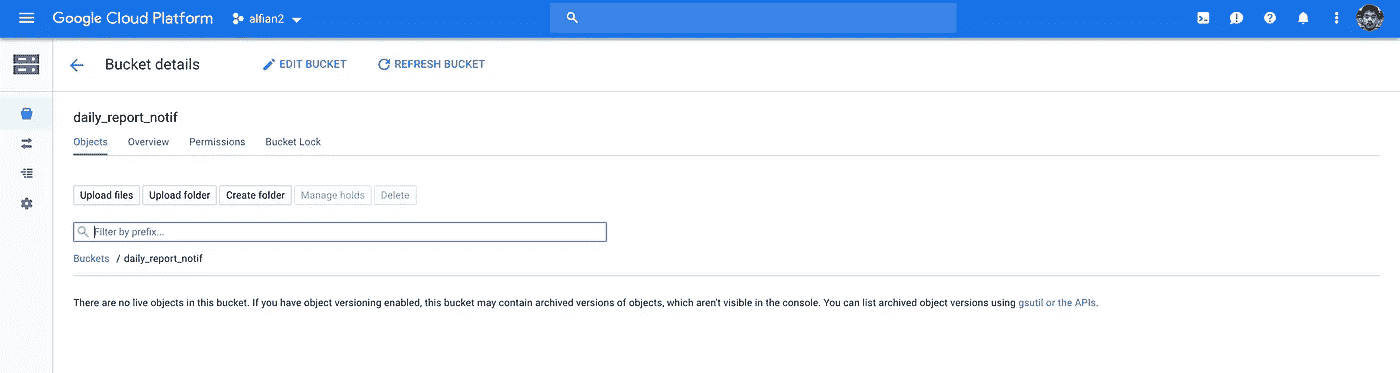 Google Cloud Platform alfian2
Bucket details EDIT BUCKET REFRESH BUCKET
daily_report_notif
Objects Overview Permissions Bucket Lock
Upload files Upload folder Create folder Manage holds Delete
Filter by prefix...
Buckets / daily_report_notif
There are no live objects in this bucket. If you have object versioning enabled, this bucket may contain archived versions of objects, which aren't visible in the console. You can list archived object versions using gsutil or the APIs.